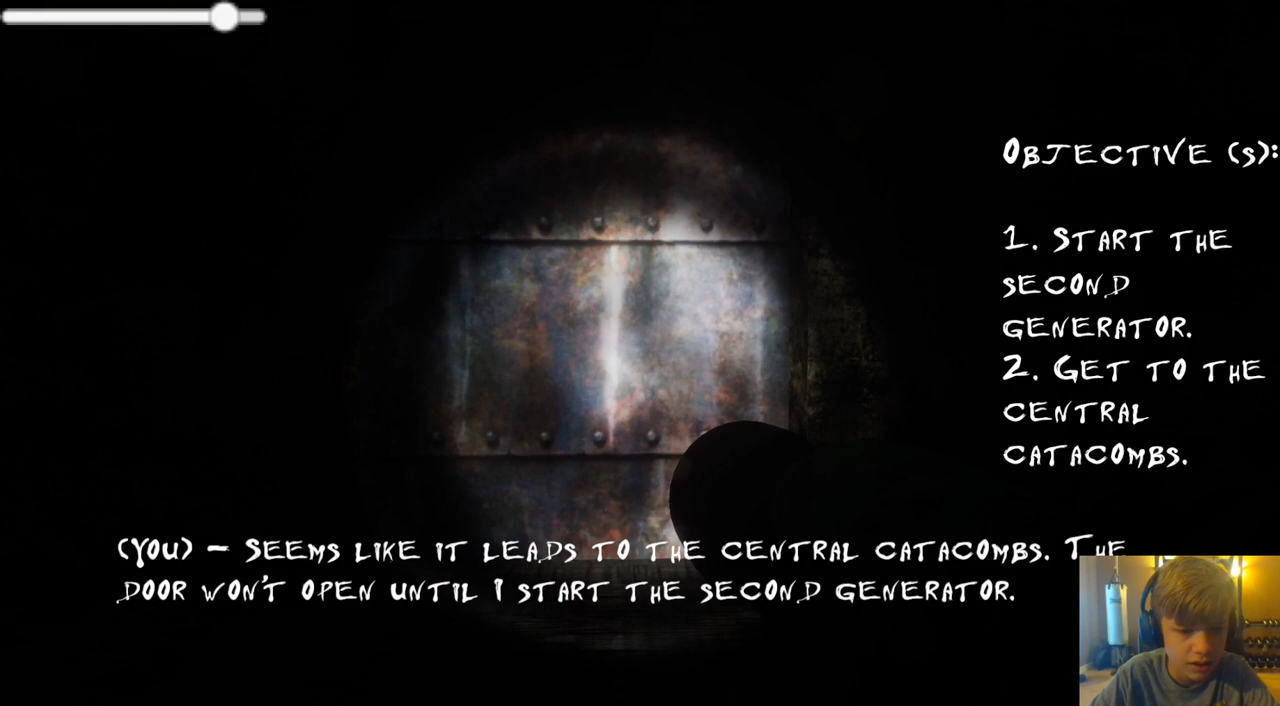 OBJECTIVE (S):
1. START THE
SECOND
GENERATOR.
2. GET TO THE
CENTRAL
CATACOMBS.
(YOU) – SEEMS LIKE IT LEADS TO THE CENTRAL CATACOMBS. THE
DOOR WON'T OPEN UNTIL I START THE SECOND GENERATOR.